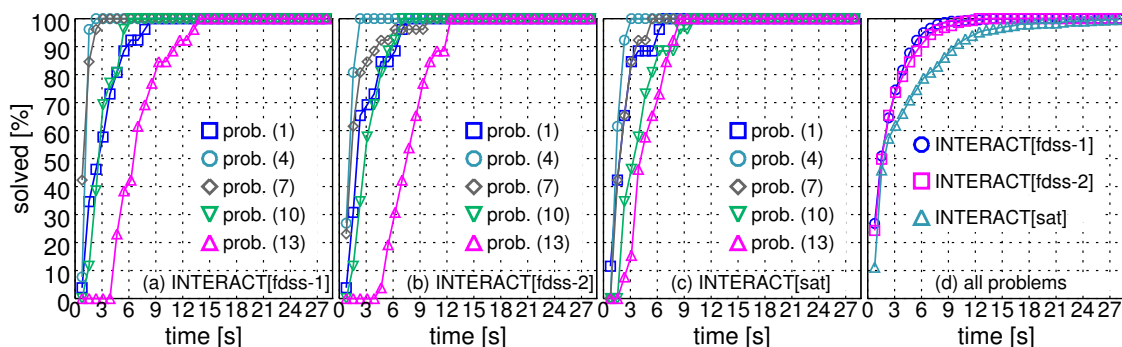 100
90
80
70
60
50
40
30
20
10
0
solved [%]
prob. (1)
prob. (4)
prob. (7)
prob. (10)
prob. (13)
(a) INTERACT[fdss-1]
0 3 6 9 12 15 18 21 24 27
time [s]
prob. (1)
prob. (4)
prob. (7)
prob. (10)
prob. (13)
(b) INTERACT[fdss-2]
0 3 6 9 12 15 18 21 24 27
time [s]
prob. (1)
prob. (4)
prob. (7)
prob. (10)
prob. (13)
(c) INTERACT[sat]
0 3 6 9 12 15 18 21 24 27
time [s]
INTERACT[fdss-1]
INTERACT[fdss-2]
INTERACT[sat]
(d) all problems
0 3 6 9 12 15 18 21 24 27
time [s]